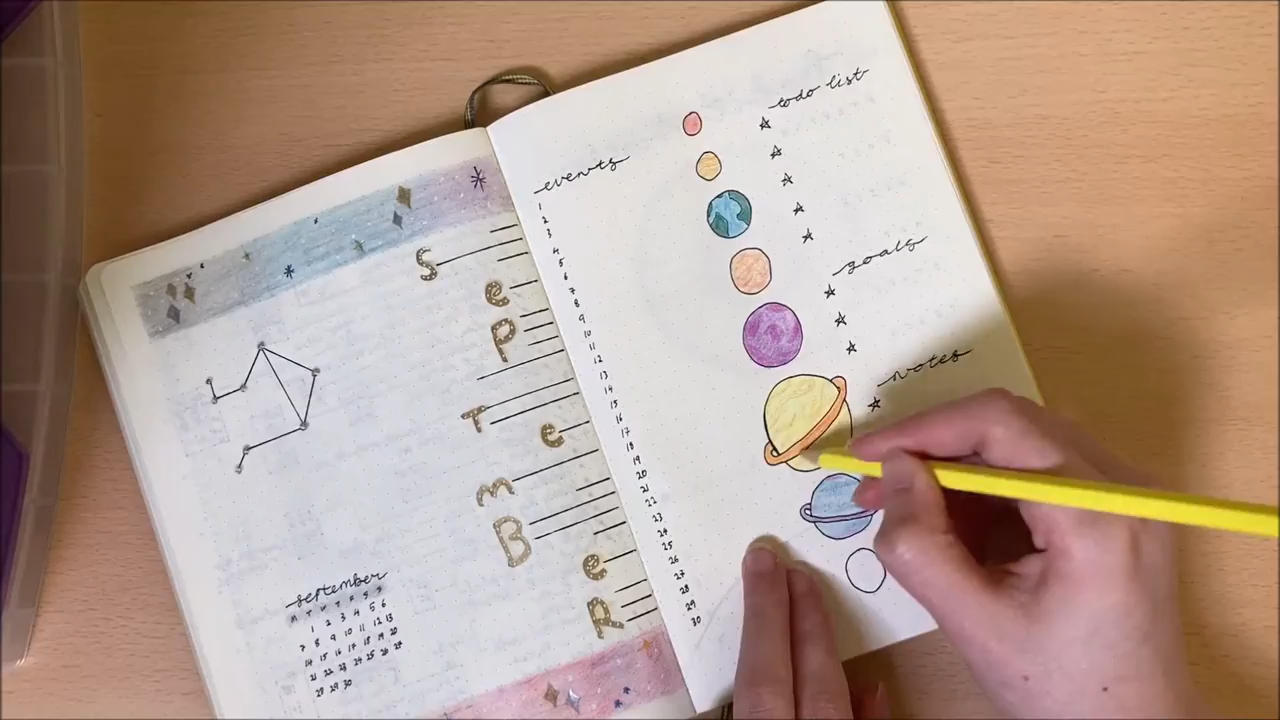 S
e
P
T
e
m
B
e
R
september
M T W T F S S
1 2 3 4 5 6
7 8 9 10 11 12 13
14 15 16 17 18 19 20
21 22 23 24 25 26 27
28 29 30
events
1
2
3
4
5
6
7
8
9
10
11
12
13
14
15
16
17
18
19
20
21
22
23
24
25
26
27
28
29
30
todo list
goals
notes